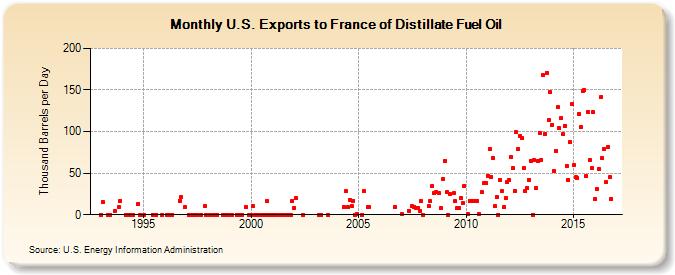 Monthly U.S. Exports to France of Distillate Fuel Oil
Thousand Barrels per Day
200
150
100
50
0
1995 2000 2005 2010 2015
Source: U.S. Energy Information Administration